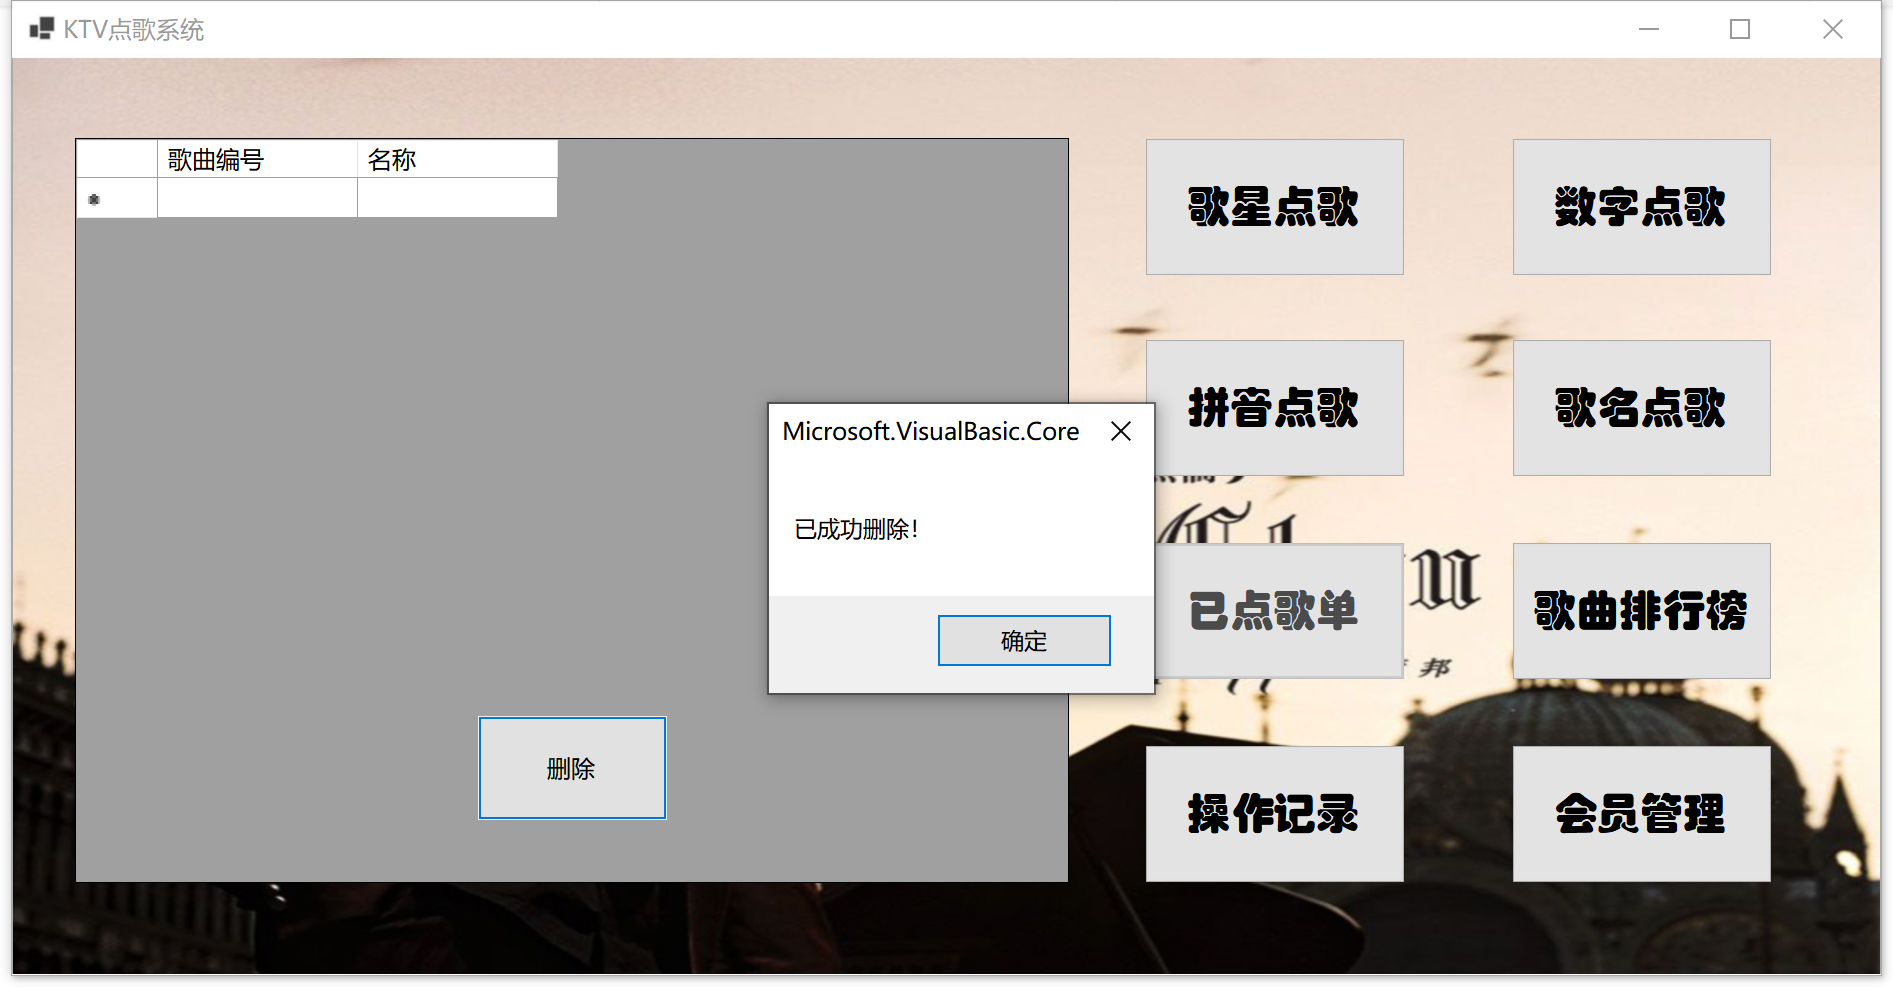 KTV点歌系统
歌曲编号 名称
歌星点歌 数字点歌
拼音点歌 歌名点歌
Microsoft.VisualBasic.Core
已成功删除!
确定
已点歌单 歌曲排行榜
邦
删除
操作记录 会员管理